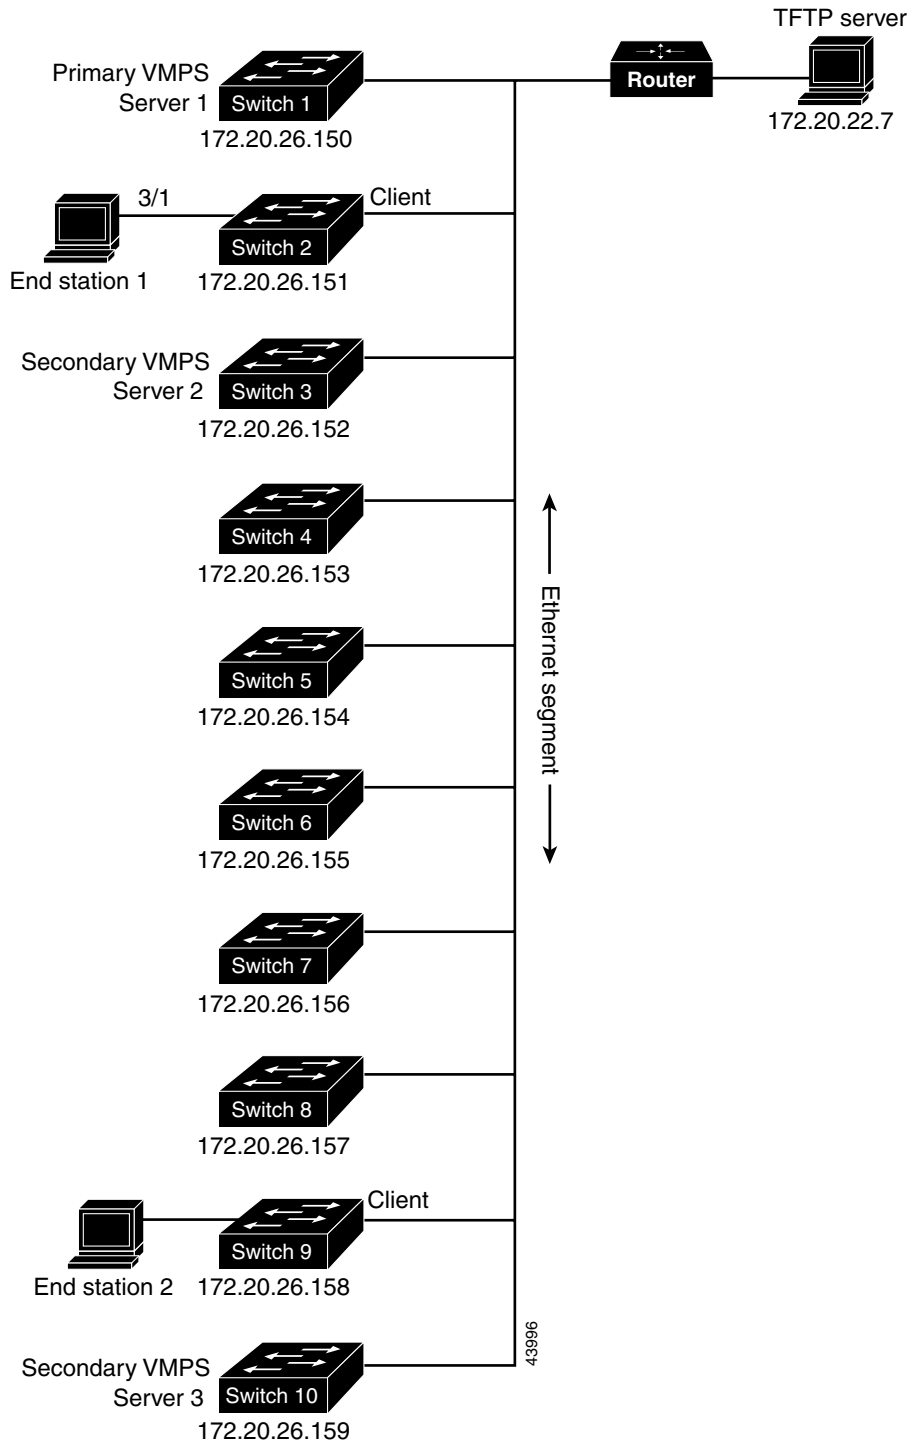 TFTP server
Primary VMPS
Server 1
Switch 1
Router
172.20.26.150
172.20.22.7
3/1
Client
Switch 2
End station 1
172.20.26.151
Secondary VMPS
Server 2
Switch 3
172.20.26.152
Switch 4
172.20.26.153
Ethernet segment
Switch 5
172.20.26.154
Switch 6
172.20.26.155
Switch 7
172.20.26.156
Switch 8
172.20.26.157
Client
Switch 9
End station 2
172.20.26.158
43996
Secondary VMPS
Server 3
Switch 10
172.20.26.159